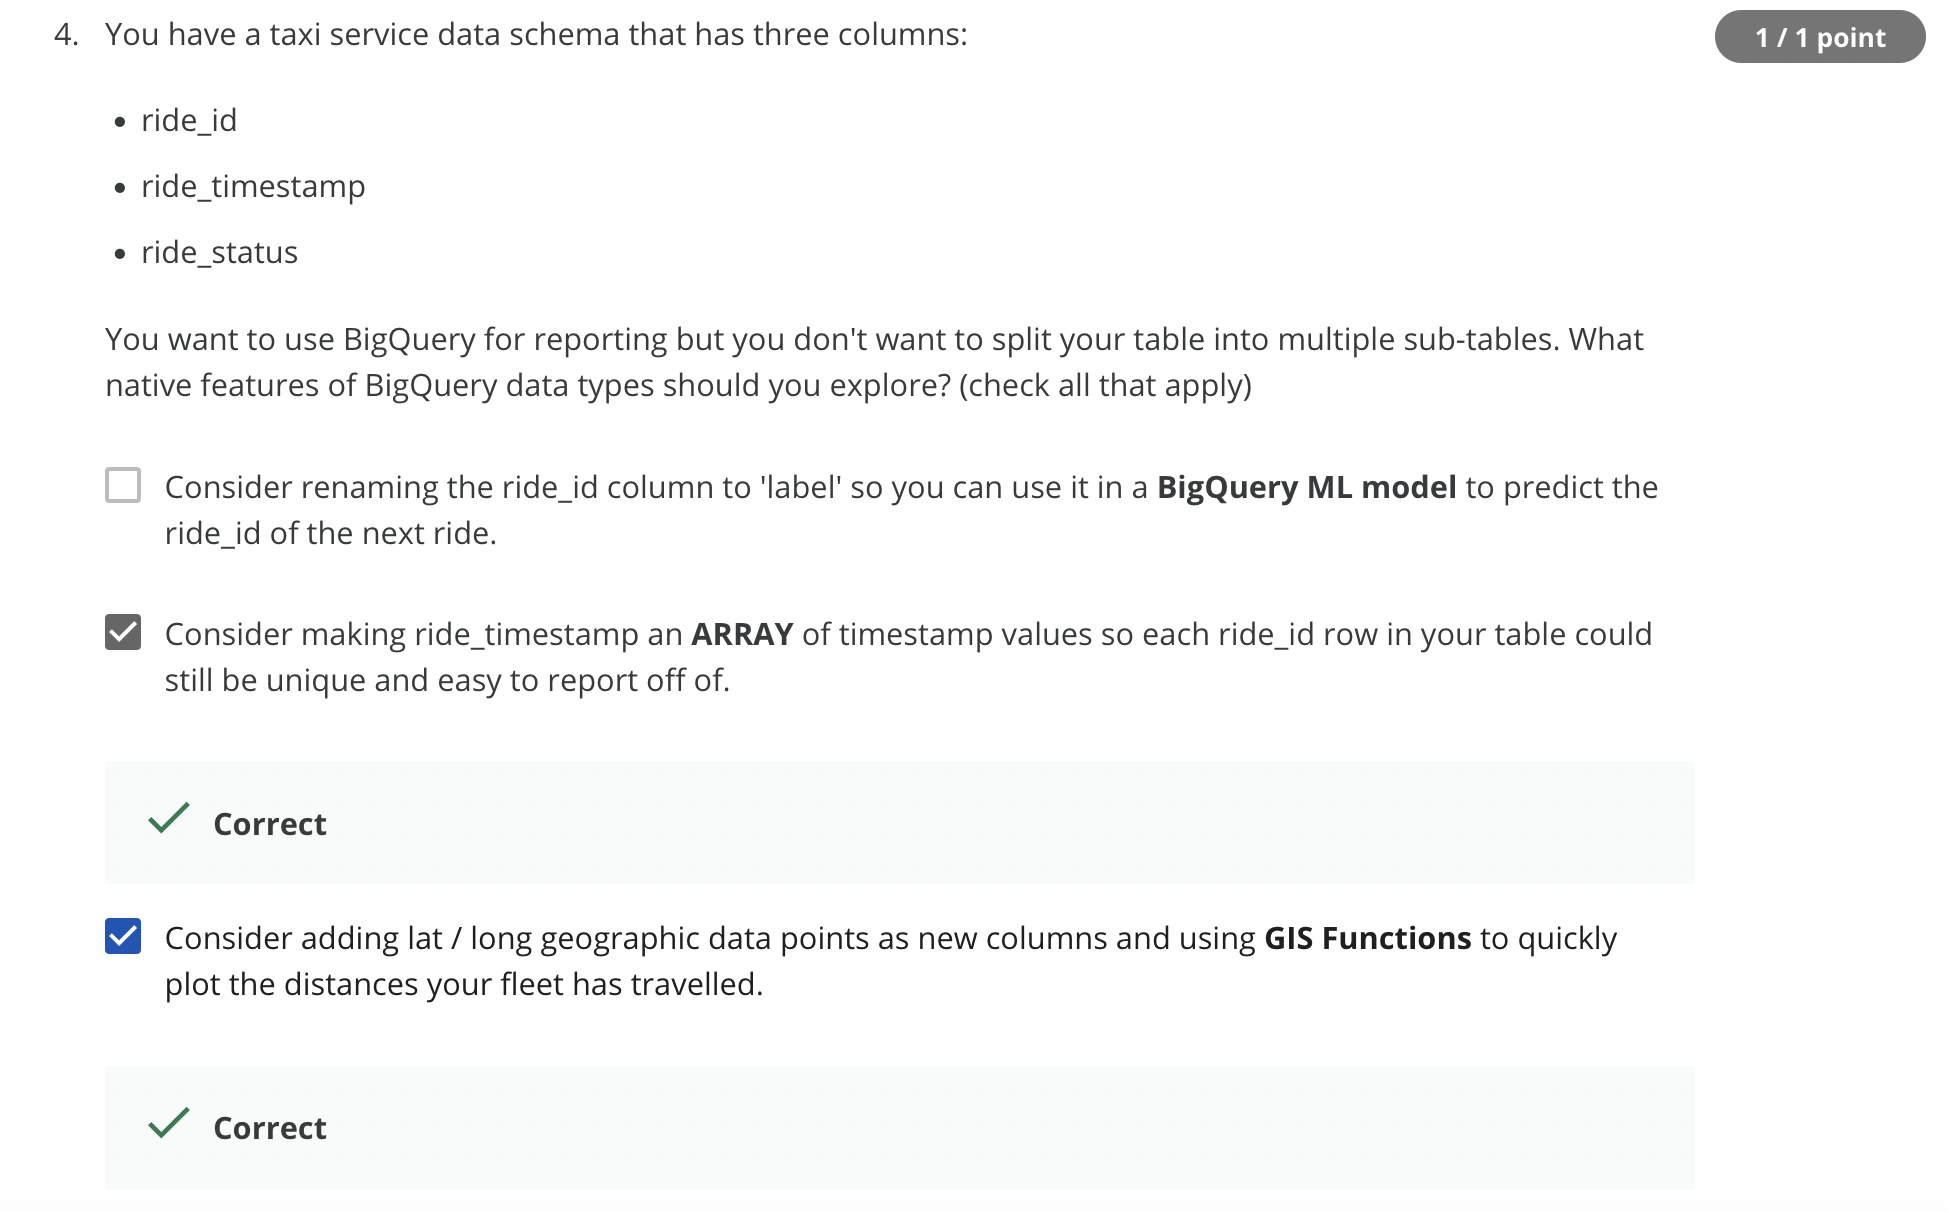 4. You have a taxi service data schema that has three columns:
1 / 1 point
• ride_id
• ride_timestamp
• ride_status
You want to use BigQuery for reporting but you don't want to split your table into multiple sub-tables. What
native features of BigQuery data types should you explore? (check all that apply)
Consider renaming the ride_id column to 'label' so you can use it in a BigQuery ML model to predict the
ride_id of the next ride.
Consider making ride_timestamp an ARRAY of timestamp values so each ride_id row in your table could
still be unique and easy to report off of.
Correct
Consider adding lat / long geographic data points as new columns and using GIS Functions to quickly
plot the distances your fleet has travelled.
Correct